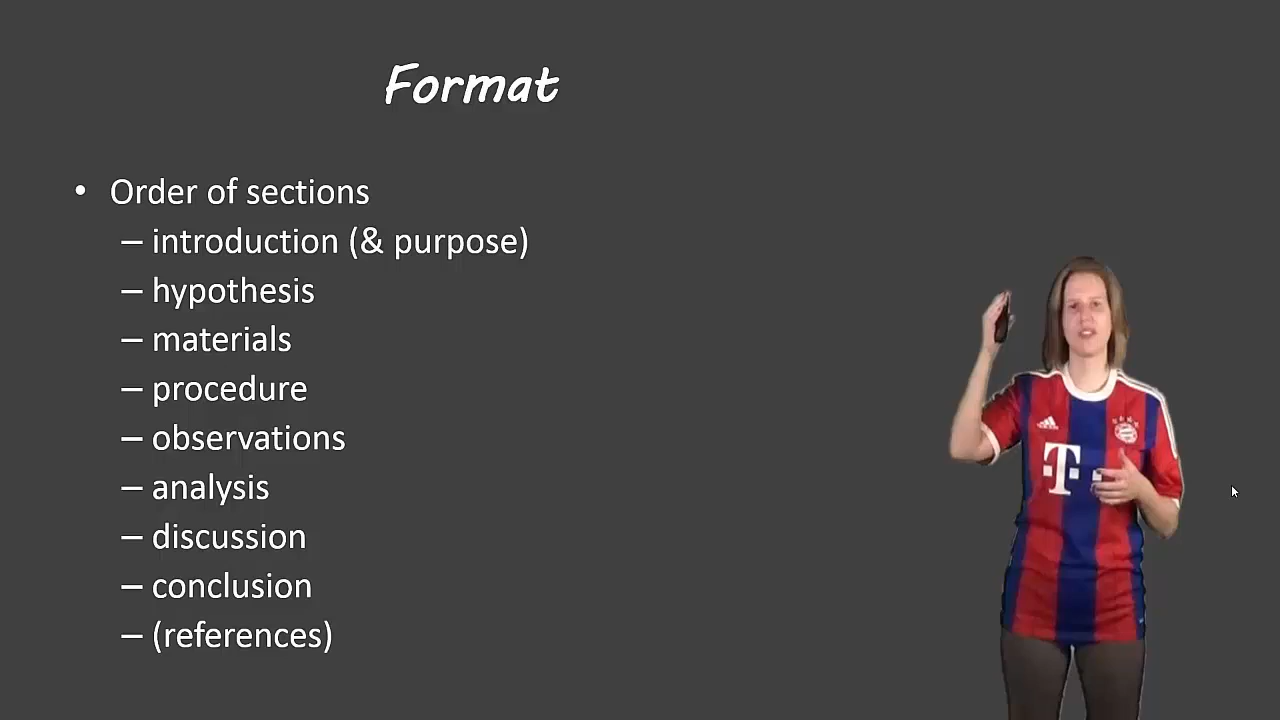 Format
• Order of sections
– introduction (& purpose)
– hypothesis
– materials
– procedure
– observations
– analysis
– discussion
– conclusion
– (references)
T